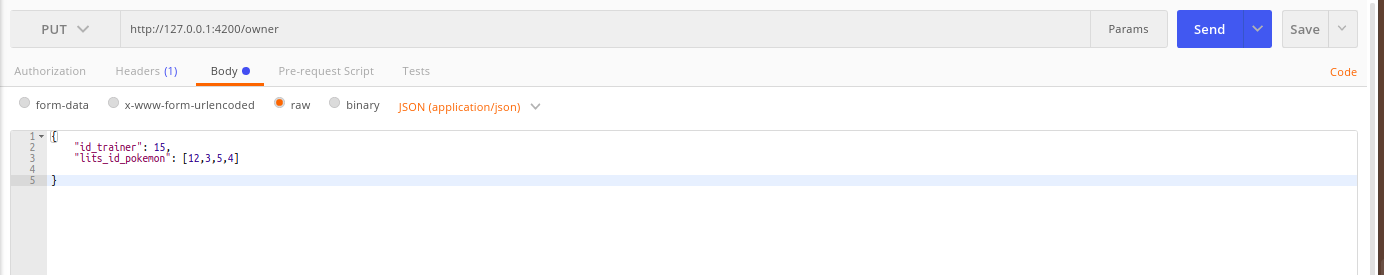 PUT http://127.0.0.1:4200/owner Params Send Save
Authorization Headers (1) Body Pre-request Script Tests Code
form-data x-www-form-urlencoded raw binary JSON (application/json)
1 {
2 "id_trainer": 15,
3 "lits_id_pokemon": [12,3,5,4]
4
5 }